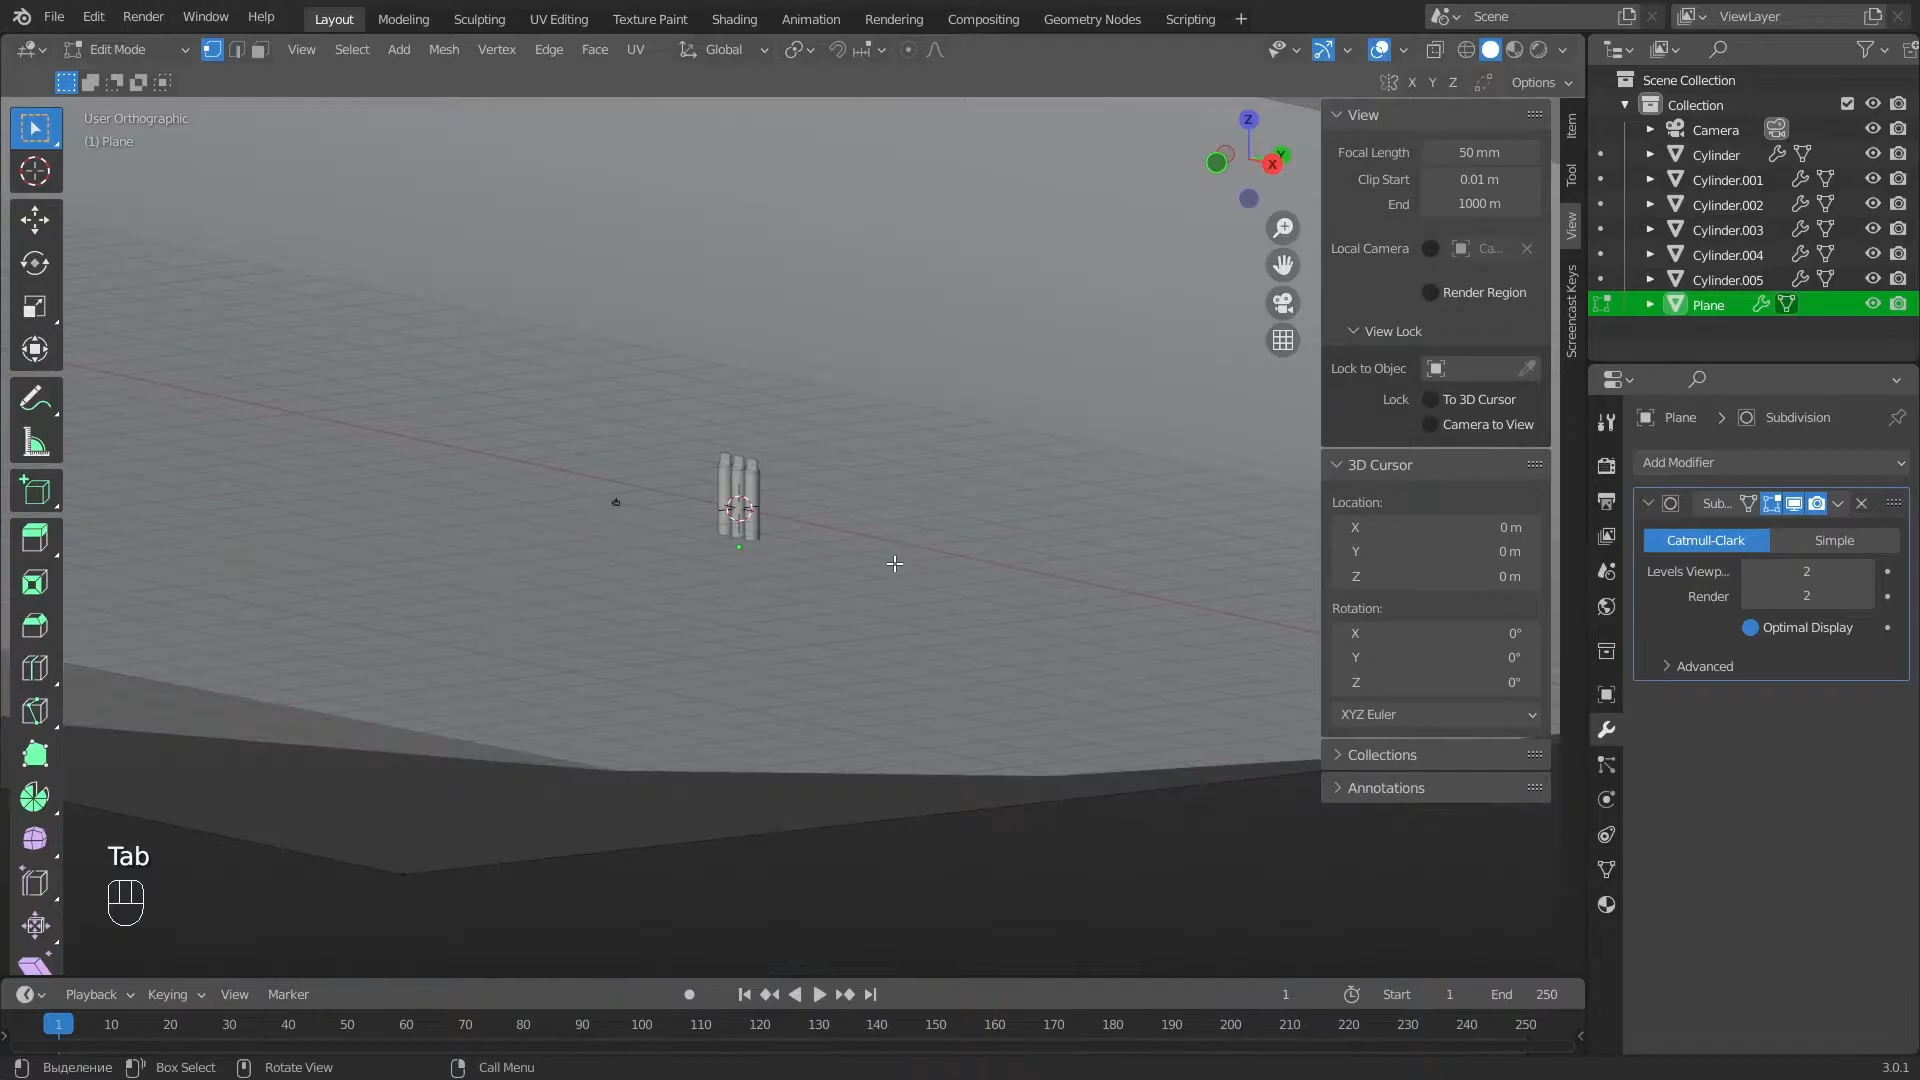 File Edit Render Window Help Layout Modeling Sculpting UV Editing Texture Paint Shading Animation Rendering Compositing Geometry Nodes Scripting + Scene ViewLayer
Edit Mode View Select Add Mesh Vertex Edge Face UV Global
X Y Z Options
User Orthographic
(1) Plane
Z
Y
X
View
Focal Length 50 mm
Clip Start 0.01 m
End 1000 m
Local Camera Ca...
Render Region
View Lock
Lock to Objec
Lock To 3D Cursor
Camera to View
3D Cursor
Location:
X 0 m
Y 0 m
Z 0 m
Rotation:
X 0°
Y 0°
Z 0°
XYZ Euler
Collections
Annotations
Item
Tool
View
Screencast Keys
Scene Collection
Collection
Camera
Cylinder
Cylinder.001
Cylinder.002
Cylinder.003
Cylinder.004
Cylinder.005
Plane
Plane Subdivision
Add Modifier
Sub...
Catmull-Clark Simple
Levels Viewp... 2
Render 2
Optimal Display
Advanced
Tab
Playback Keying View Marker 1 Start 1 End 250
1 10 20 30 40 50 60 70 80 90 100 110 120 130 140 150 160 170 180 190 200 210 220 230 240 250
Выделение Box Select Rotate View Call Menu 3.0.1